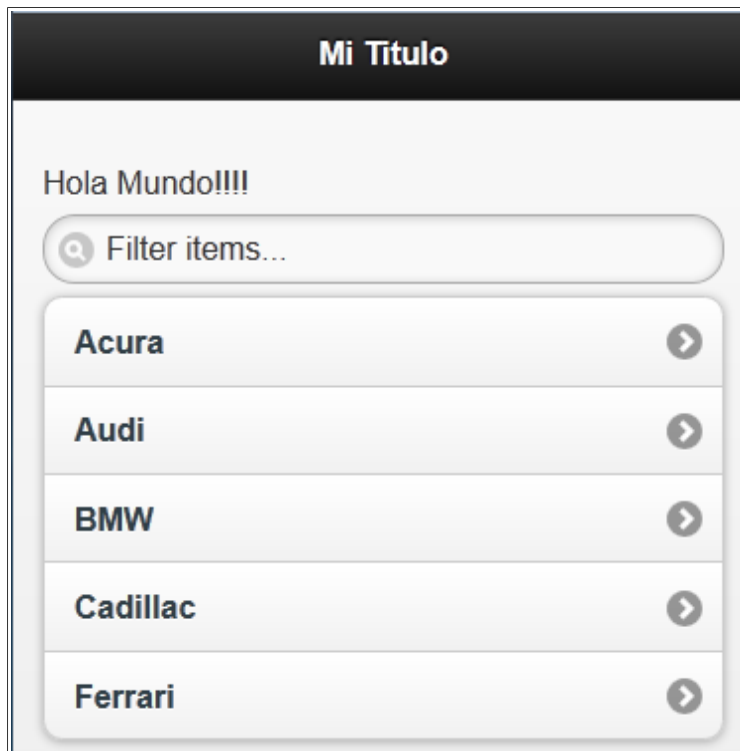 Mi Titulo
Hola Mundo!!!!
Filter items...
Acura
Audi
BMW
Cadillac
Ferrari